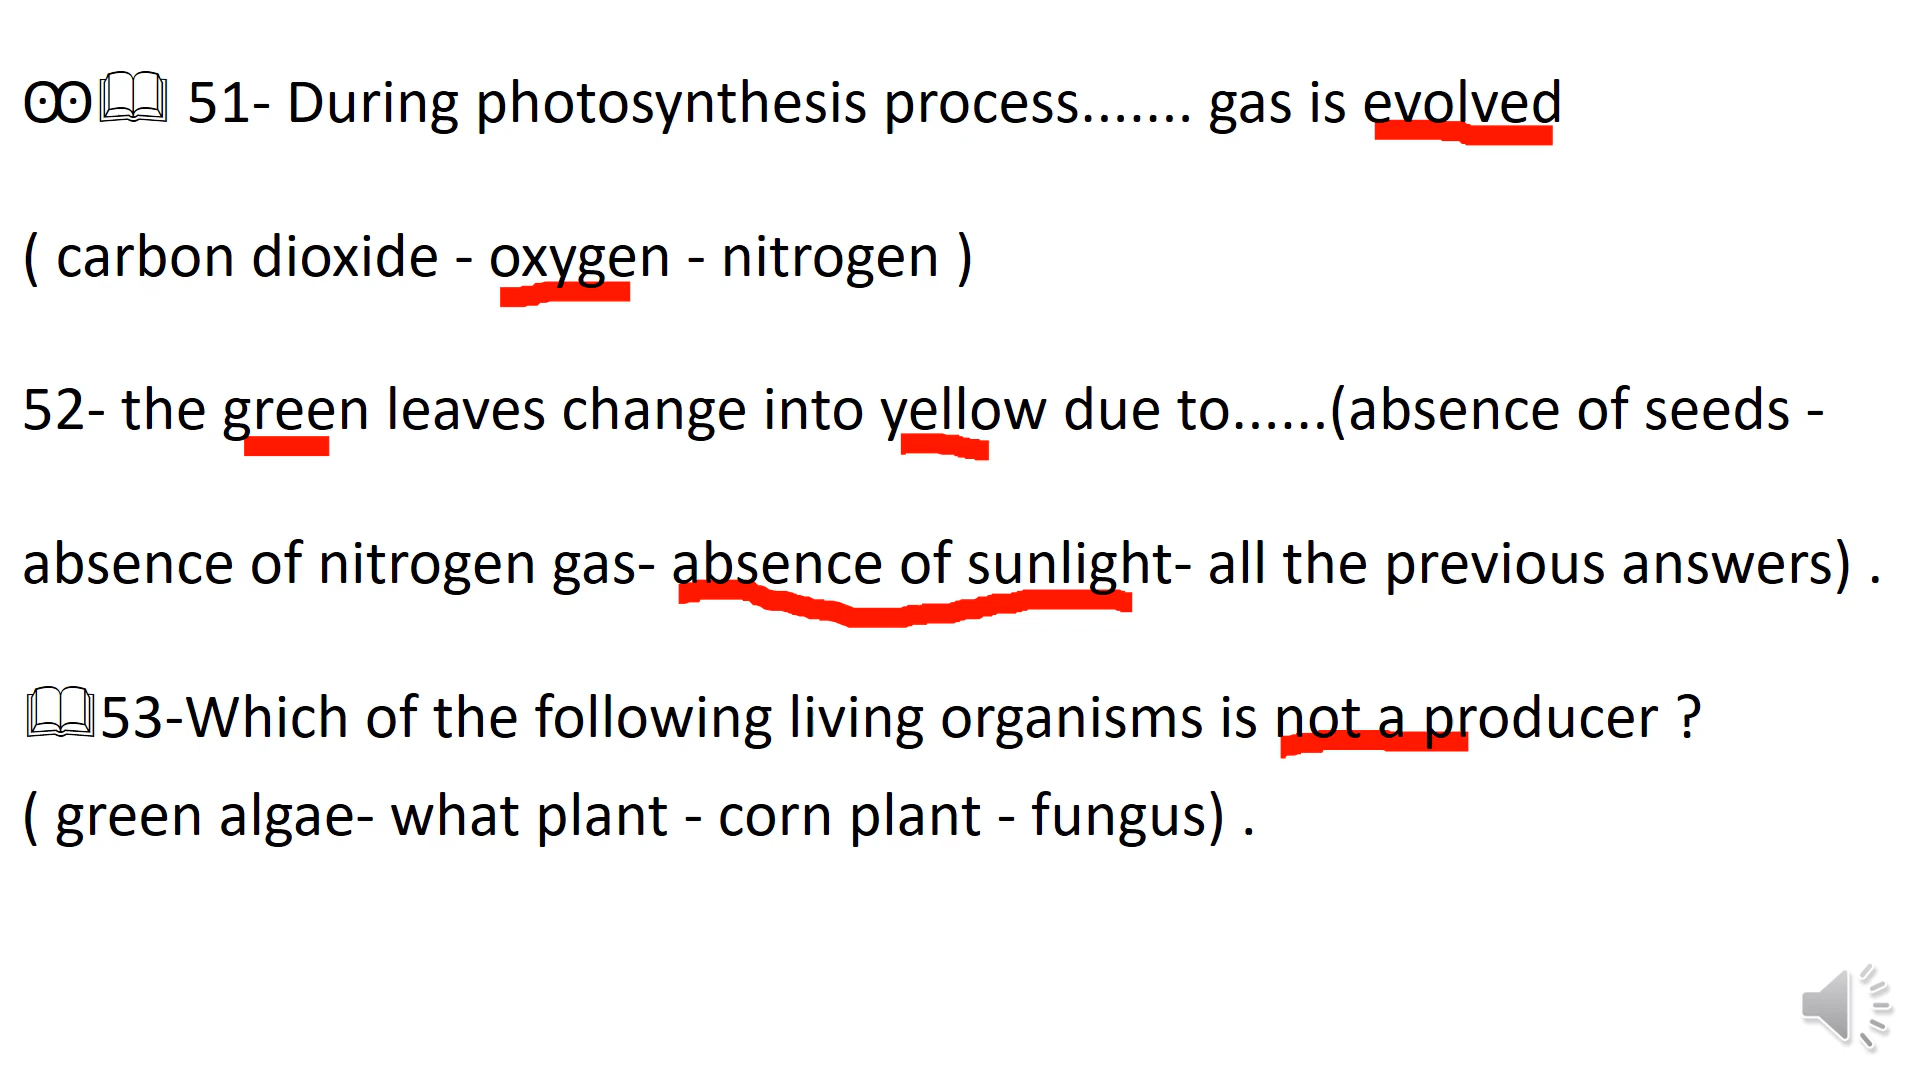 ꙭ🕮 51- During photosynthesis process....... gas is evolved
( carbon dioxide - oxygen - nitrogen )
52- the green leaves change into yellow due to......(absence of seeds -
absence of nitrogen gas- absence of sunlight- all the previous answers) .
🕮53-Which of the following living organisms is not a producer ?
( green algae- what plant - corn plant - fungus) .